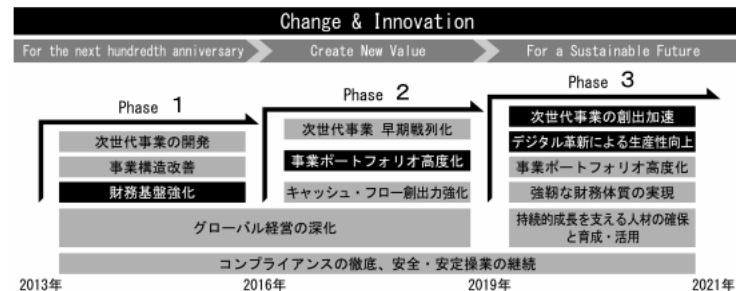 Change & Innovation
For the next hundredth anniversary
Create New Value
For a Sustainable Future
Phase 1
次世代事業の開発
事業構造改善
財務基盤強化
Phase 2
次世代事業 早期戦列化
事業ポートフォリオ高度化
キャッシュ・フロー創出力強化
グローバル経営の深化
Phase 3
次世代事業の創出加速
デジタル革新による生産性向上
事業ポートフォリオ高度化
強靭な財務体質の実現
持続的成長を支える人材の確保
と育成・活用
コンプライアンスの徹底、安全・安定操業の継続
2013年
2016年
2019年
2021年